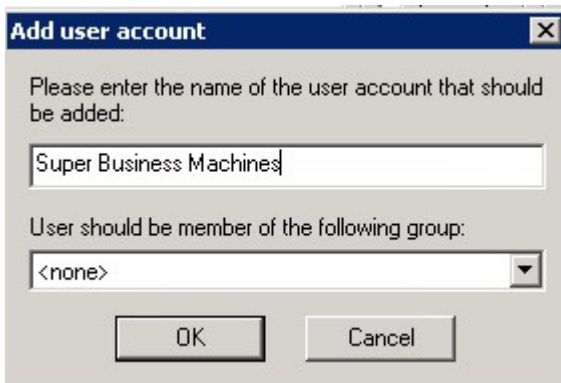 Add user account
Please enter the name of the user account that should
be added:
Super Business Machines
User should be member of the following group:
<none>
OK
Cancel